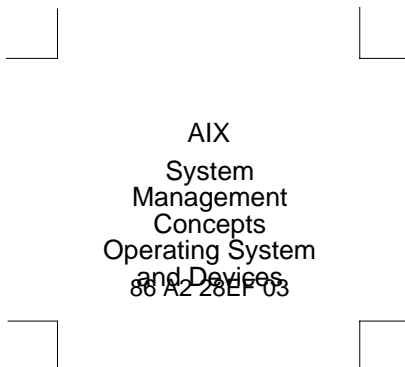 AIX
System
Management
Concepts
Operating System
and Devices
86 A2 28EF 03